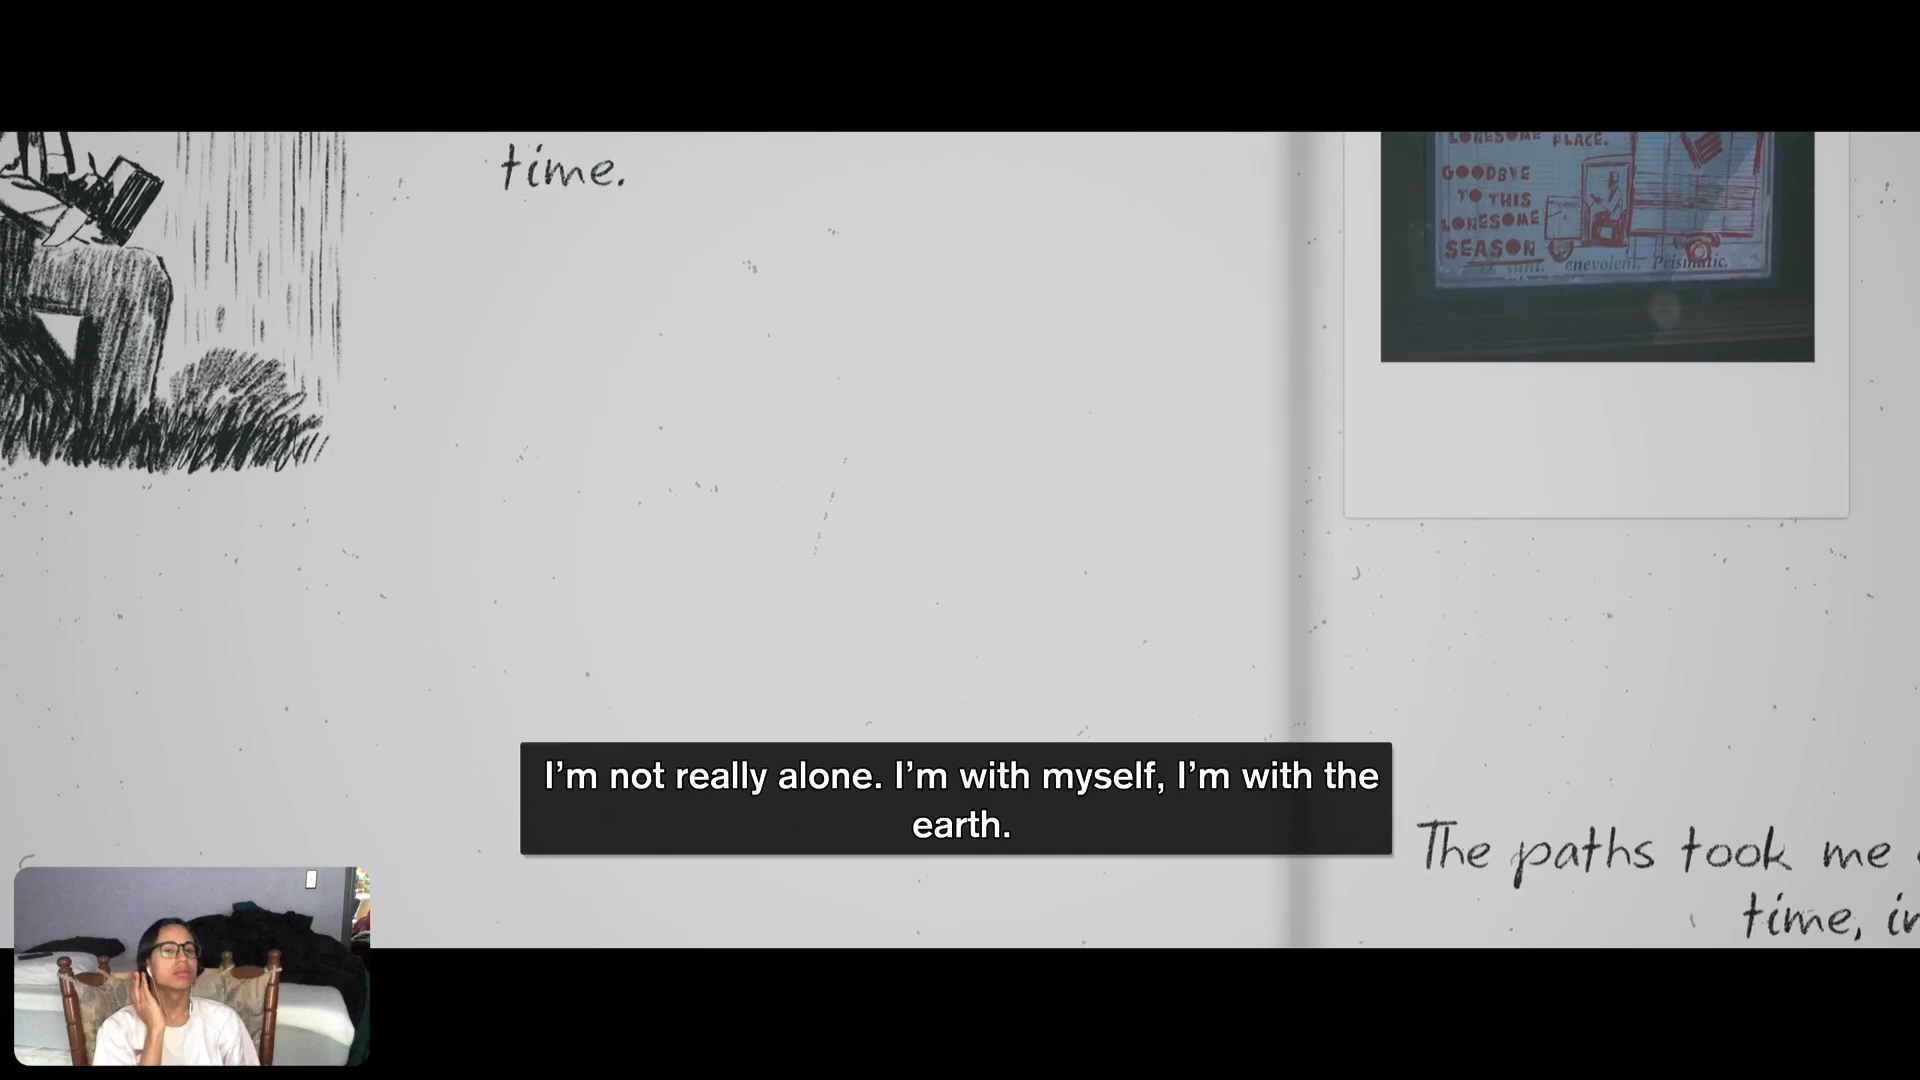 time.
LONESOME PLACE.
GOODBYE
TO THIS
LONESOME
SEASON
enevolent. Prismatic.
I’m not really alone. I’m with myself, I’m with the
earth.
The paths took me
time, in